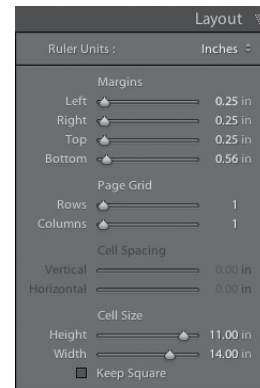 Layout
Ruler Units : Inches
Margins
Left 0.25 in
Right 0.25 in
Top 0.25 in
Bottom 0.56 in
Page Grid
Rows 1
Columns 1
Cell Spacing
Vertical 0.00 in
Horizontal 0.00 in
Cell Size
Height 11.00 in
Width 14.00 in
Keep Square